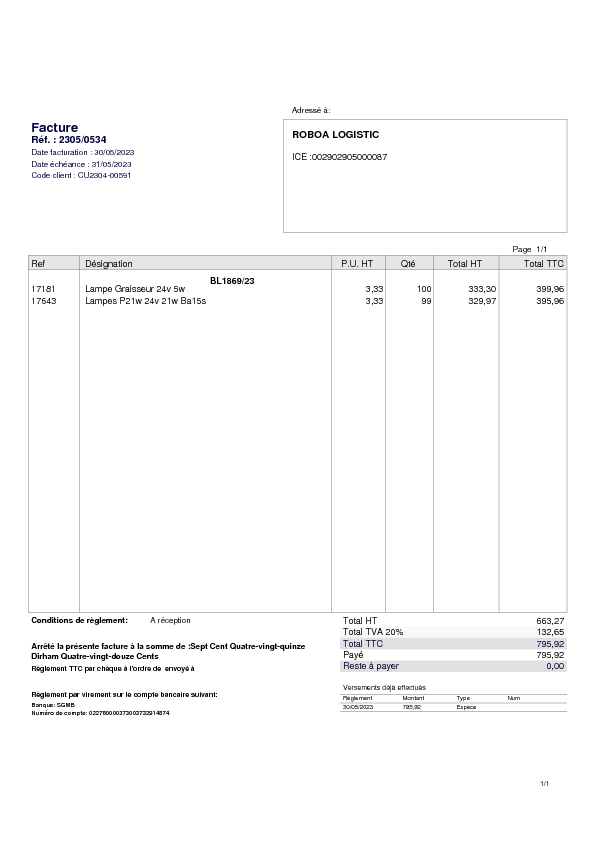 Adressé à:
Facture
Réf. : 2305/0534
Date facturation : 30/05/2023
Date échéance : 31/05/2023
Code client : CU2304-00591
ROBOA LOGISTIC
ICE :002902905000087
Page 1/1
Ref Désignation P.U. HT Qté Total HT Total TTC
BL1869/23
17181 Lampe Graisseur 24v 5w 3,33 100 333,30 399,96
17643 Lampes P21w 24v 21w Ba15s 3,33 99 329,97 395,96
Conditions de règlement: A réception
Total HT 663,27
Total TVA 20% 132,65
Total TTC 795,92
Payé 795,92
Reste à payer 0,00
Arrêté la présente facture à la somme de :Sept Cent Quatre-vingt-quinze
Dirham Quatre-vingt-douze Cents
Règlement TTC par chèque à l'ordre de envoyé à
Règlement par virement sur le compte bancaire suivant:
Banque: SGMB
Numéro de compte:
Versements déjà effectués
Règlement Montant Type Num
30/05/2023 795,92 Espèce
1/1